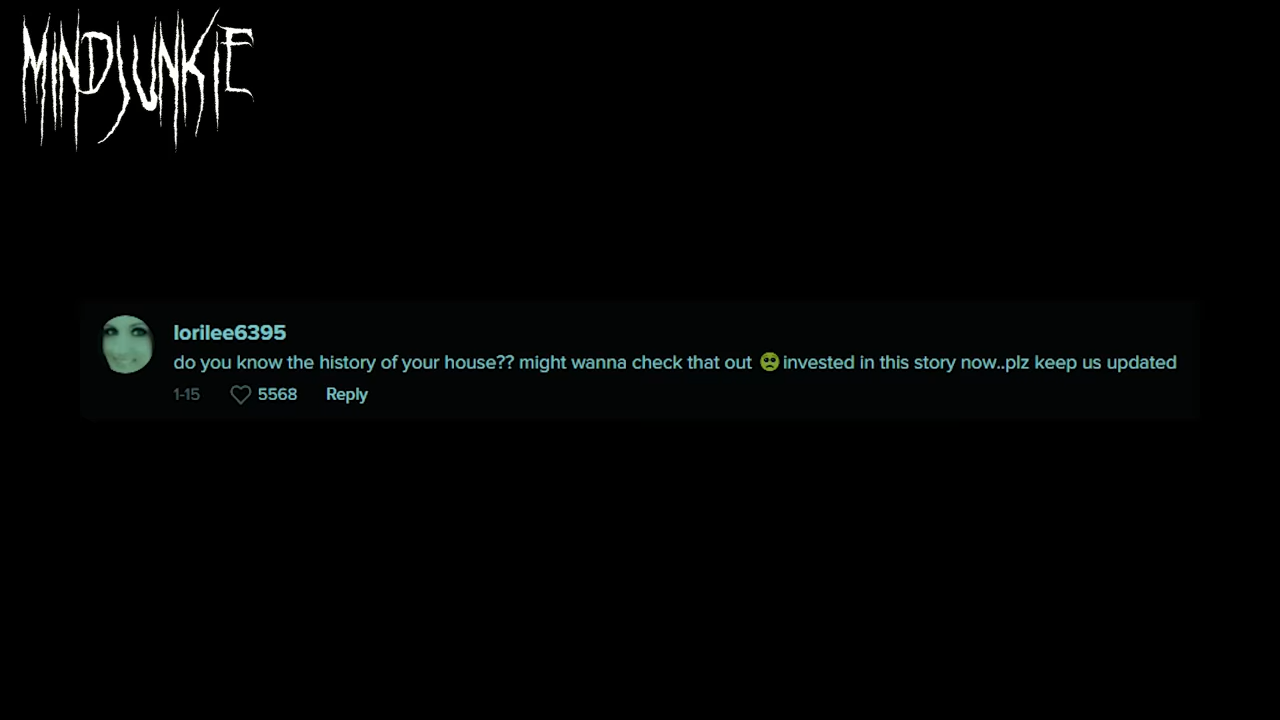 MINDJUNKIE
lorilee6395
do you know the history of your house?? might wanna check that out 🥺invested in this story now..plz keep us updated
1-15 5568 Reply